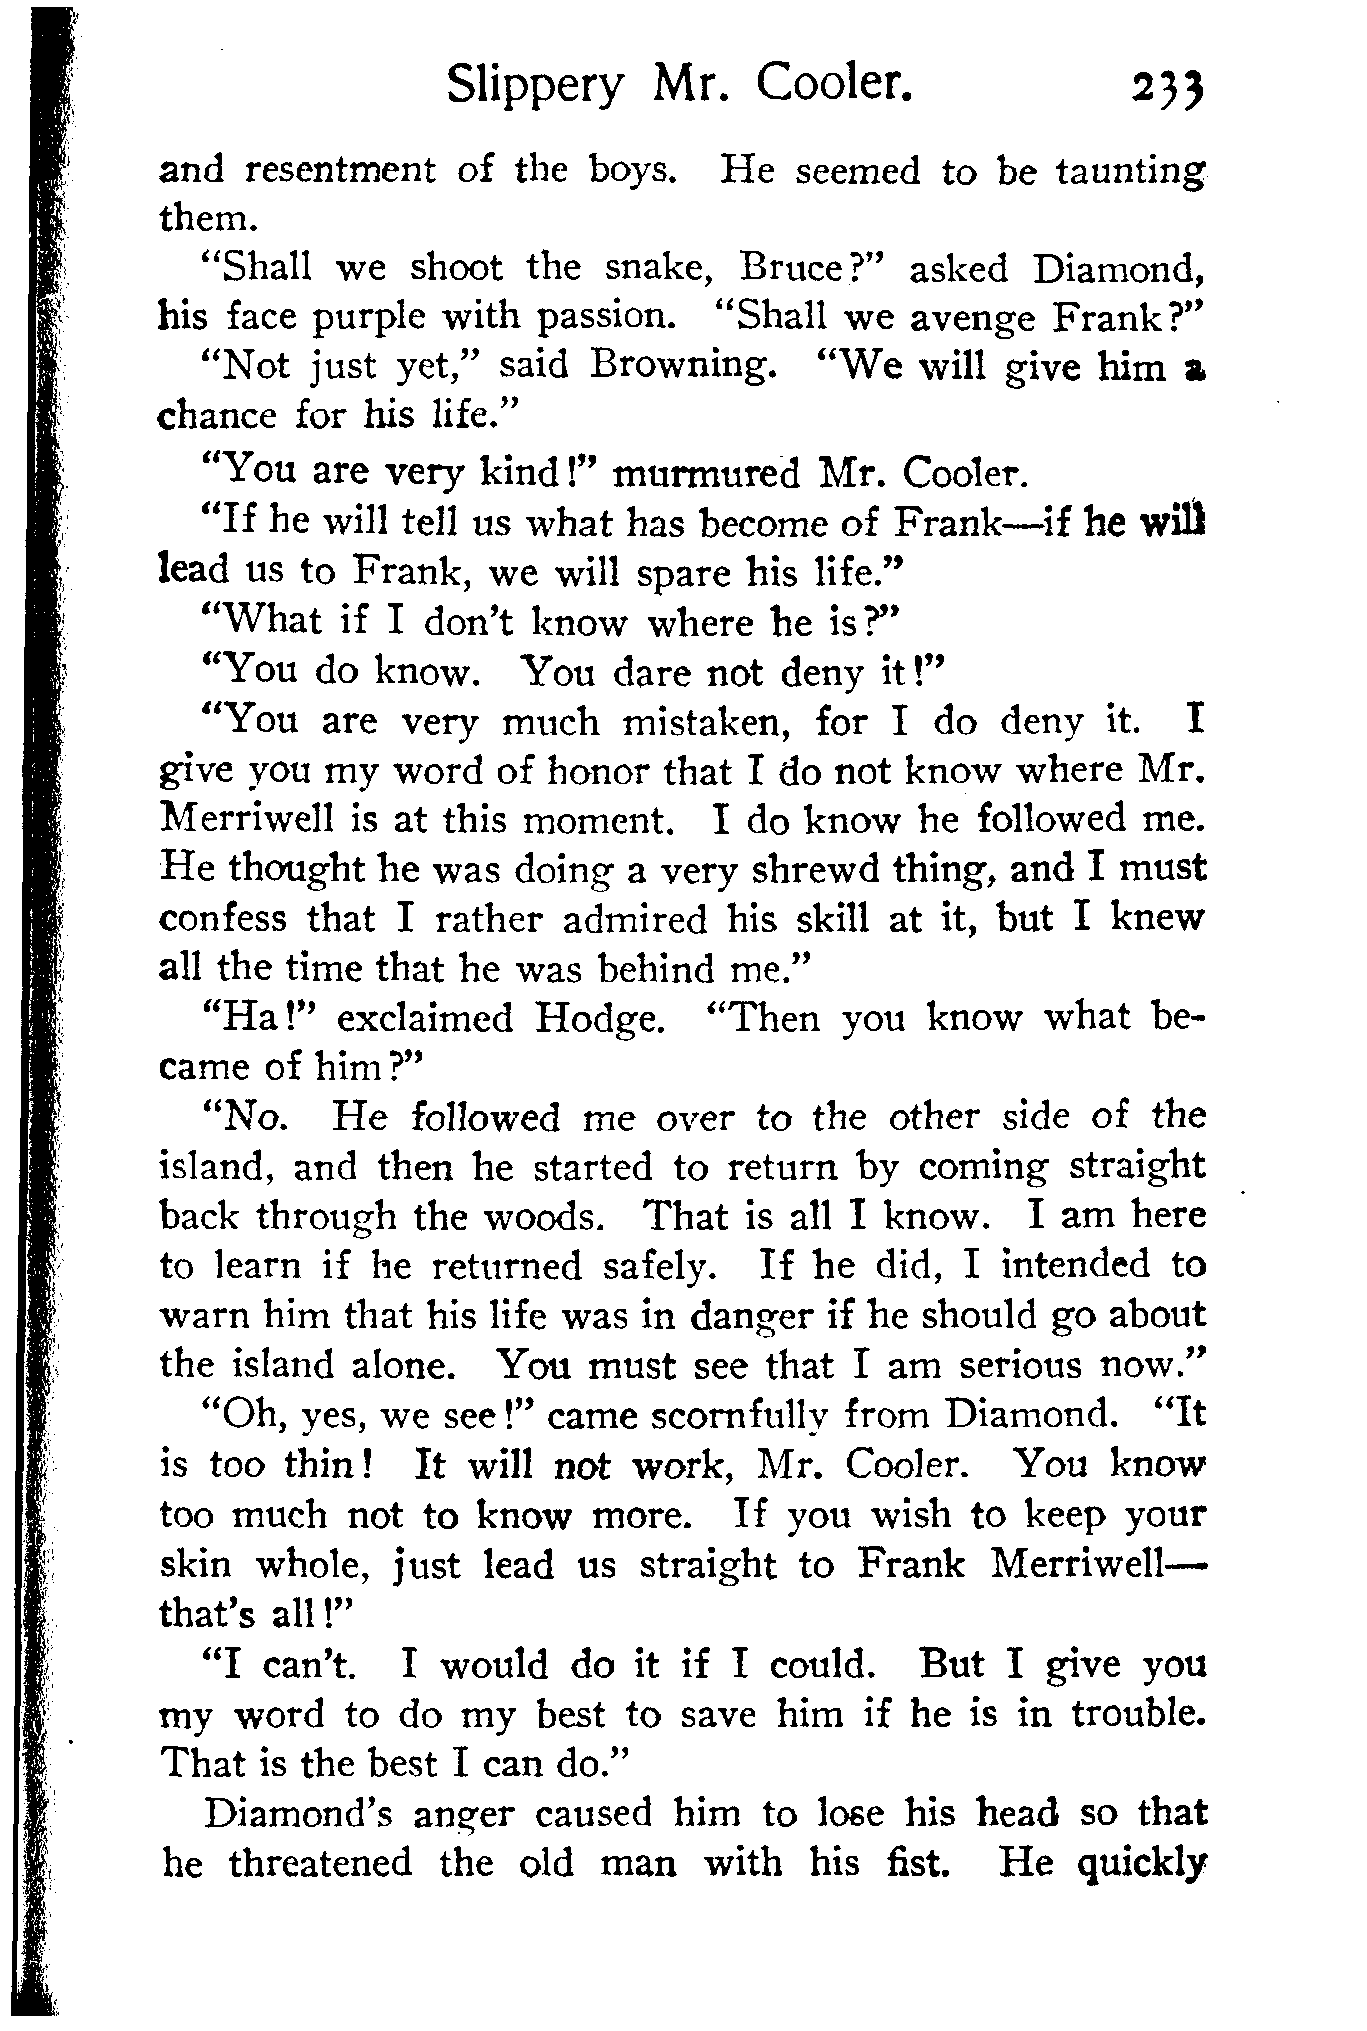 Slippery Mr. Cooler. 233
and resentment of the boys. He seemed to be taunting
them.
“Shall we shoot the snake, Bruce?” asked Diamond,
his face purple with passion. “Shall we avenge Frank?”
“Not just yet,” said Browning. “We will give him a
chance for his life.”
“You are very kind!” murmured Mr. Cooler.
“If he will tell us what has become of Frank—if he will
lead us to Frank, we will spare his life.”
“What if I don't know where he is?”
“You do know. You dare not deny it!”
“You are very much mistaken, for I do deny it. I
give you my word of honor that I do not know where Mr.
Merriwell is at this moment. I do know he followed me.
He thought he was doing a very shrewd thing, and I must
confess that I rather admired his skill at it, but I knew
all the time that he was behind me.”
“Ha!” exclaimed Hodge. “Then you know what be-
came of him?”
“No. He followed me over to the other side of the
island, and then he started to return by coming straight
back through the woods. That is all I know. I am here
to learn if he returned safely. If he did, I intended to
warn him that his life was in danger if he should go about
the island alone. You must see that I am serious now.”
“Oh, yes, we see!” came scornfully from Diamond. “It
is too thin! It will not work, Mr. Cooler. You know
too much not to know more. If you wish to keep your
skin whole, just lead us straight to Frank Merriwell—
that's all!”
“I can't. I would do it if I could. But I give you
my word to do my best to save him if he is in trouble.
That is the best I can do.”
Diamond's anger caused him to lose his head so that
he threatened the old man with his fist. He quickly